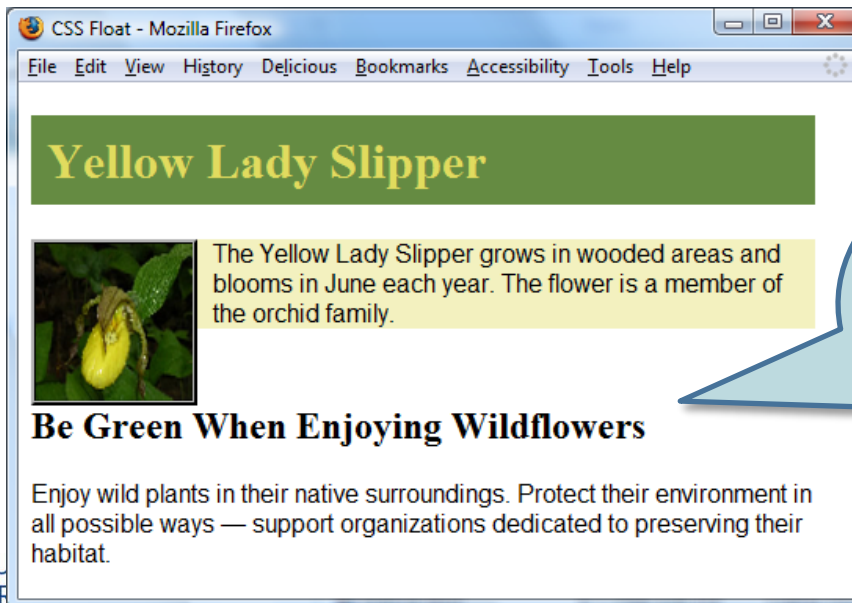 CSS Float - Mozilla Firefox
File Edit View History Delicious Bookmarks Accessibility Tools Help
Yellow Lady Slipper
The Yellow Lady Slipper grows in wooded areas and
blooms in June each year. The flower is a member of
the orchid family.
Be Green When Enjoying Wildflowers
Enjoy wild plants in their native surroundings. Protect their environment in
all possible ways — support organizations dedicated to preserving their
habitat.